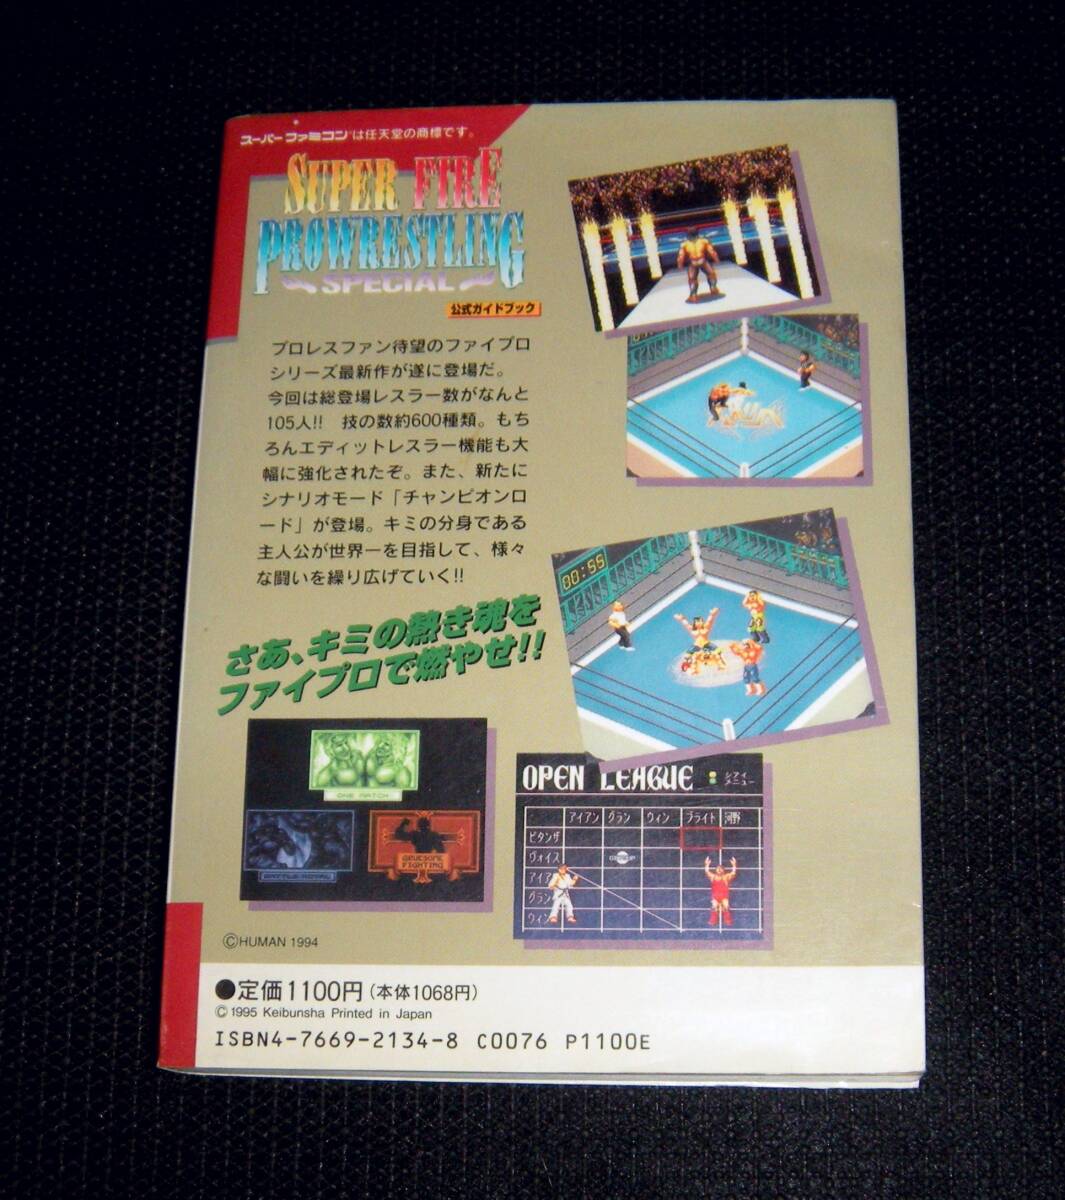 スーパーファミコンは任天堂の商標です。
SUPER FIRE
PROWRESTLING
SPECIAL
公式ガイドブック
プロレスファン待望のファイプロ
シリーズ最新作が遂に登場だ。
今回は総登場レスラー数がなんと
105人!! 技の数約600種類。もち
ろんエディットレスラー機能も大
幅に強化されたぞ。また、新たに
シナリオモード「チャンピオンロ
ード」が登場。キミの分身である
主人公が世界一を目指して、様々
な闘いを繰り広げていく!!
さあ、キミの熱き魂を
ファイプロで燃やせ!!
00:55
ONE MATCH
BATTLE ROYAL
GRUESOME
FIGHTING
OPEN LEAGUE
シアイ
メニュー
アイアン グラン ウィン ブライト 河野
ビタンザ
ヴォイス
アイア
グラン
ウィン
©HUMAN 1994
●定価1100円(本体1068円)
©1995 Keibunsha Printed in Japan
ISBN4-7669-2134-8 C0076 P1100E